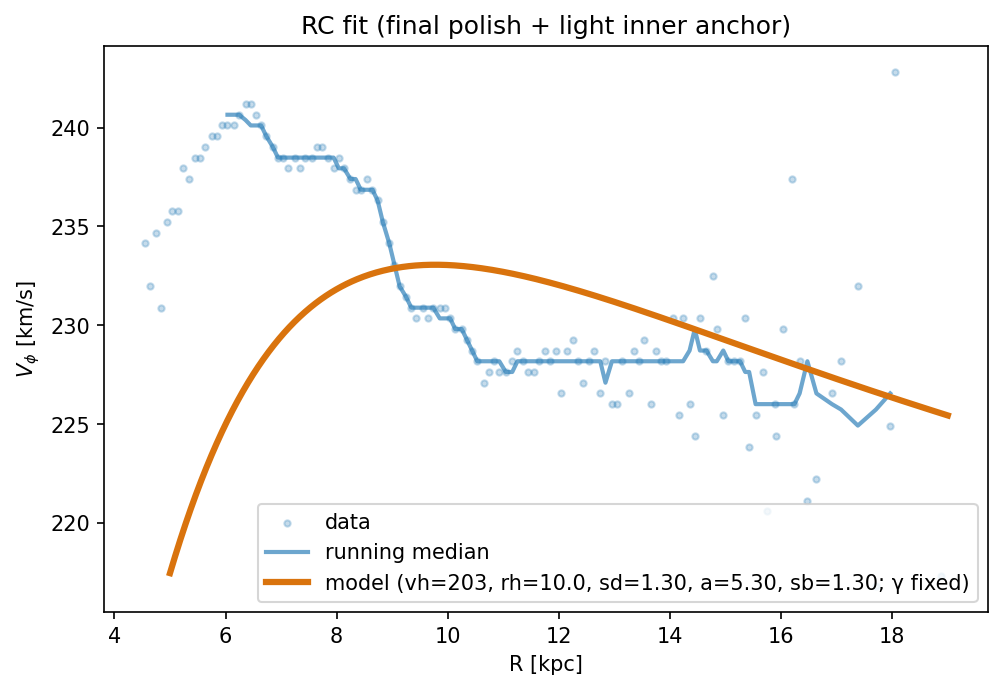 RC fit (final polish + light inner anchor)
240
235
230
225
220
V_ϕ [km/s]
data
running median
model (vh=203, rh=10.0, sd=1.30, a=5.30, sb=1.30; γ fixed)
4 6 8 10 12 14 16 18
R [kpc]